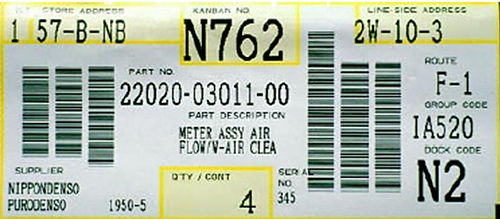 STORE ADDRESS
1 57-B-NB
KANBAN NO.
N762
LINE-SIDE ADDRESS
2W-10-3
PART NO.
22020-03011-00
PART DESCRIPTION
METER ASSY AIR
FLOW/W-AIR CLEA
ROUTE
F-1
GROUP CODE
IA520
DOCK CODE
N2
SUPPLIER
NIPPONDENSO
PURODENSO 1950-5
QTY / CONT
4
SERIAL
NO.
345